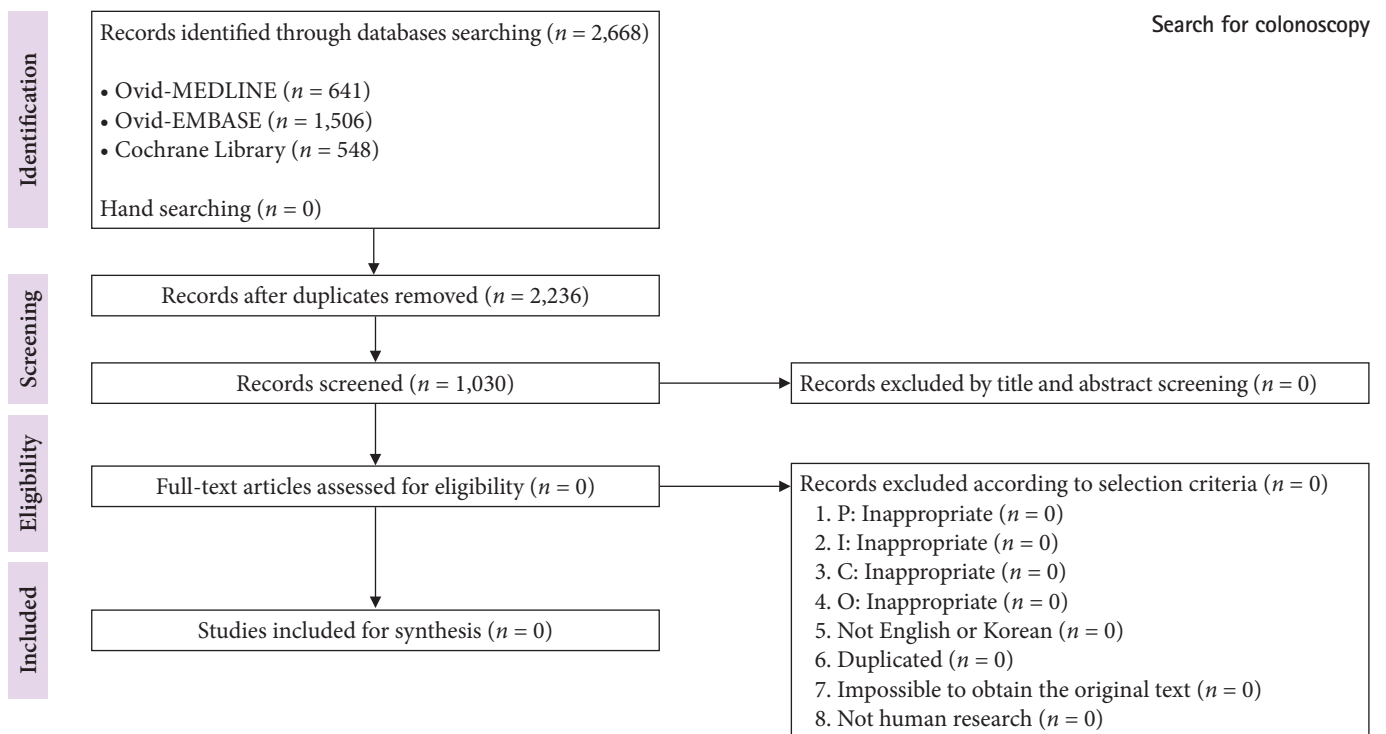 Search for colonoscopy
Identification
Records identified through databases searching (n = 2,668)
• Ovid-MEDLINE (n = 641)
• Ovid-EMBASE (n = 1,506)
• Cochrane Library (n = 548)
Hand searching (n = 0)
Screening
Records after duplicates removed (n = 2,236)
Records screened (n = 1,030)
Records excluded by title and abstract screening (n = 0)
Eligibility
Full-text articles assessed for eligibility (n = 0)
Records excluded according to selection criteria (n = 0)
1. P: Inappropriate (n = 0)
2. I: Inappropriate (n = 0)
3. C: Inappropriate (n = 0)
4. O: Inappropriate (n = 0)
5. Not English or Korean (n = 0)
6. Duplicated (n = 0)
7. Impossible to obtain the original text (n = 0)
8. Not human research (n = 0)
Included
Studies included for synthesis (n = 0)